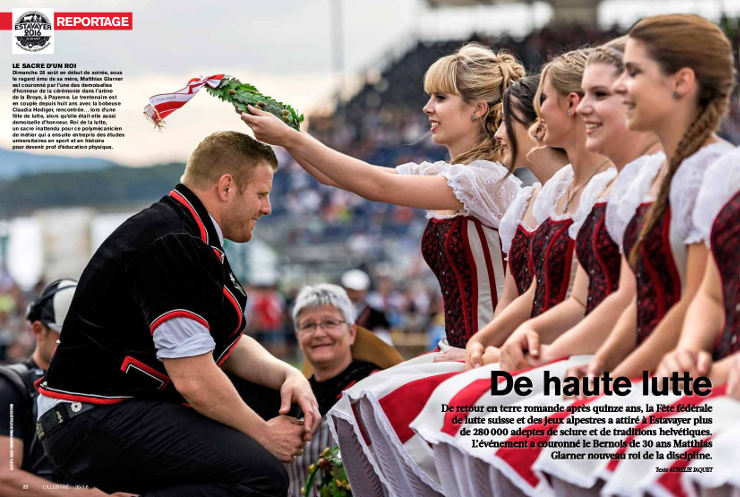 ESTAVAYER
2016
REPORTAGE
LE SACRE D'UN ROI
Dimanche 28 août en début de soirée, sous
le regard ému de sa mère, Matthias Glarner
est couronné par l'une des demoiselles
d'honneur de la cérémonie dans l'arène
de la Broye, à Payerne. Le trentenaire est
en couple depuis huit ans avec la bobeuse
Claudia Hediger, rencontrée… lors d'une
fête de lutte, alors qu'elle était elle aussi
demoiselle d'honneur. Roi de la lutte,
un sacre inattendu pour ce polymécanicien
de métier qui a ensuite entrepris des études
universitaires en sport et en histoire
pour devenir prof d'éducation physique.
De haute lutte
De retour en terre romande après quinze ans, la Fête fédérale
de lutte suisse et des jeux alpestres a attiré à Estavayer plus
de 280 000 adeptes de sciure et de traditions helvétiques.
L'événement a couronné le Bernois de 30 ans Matthias
Glarner nouveau roi de la discipline.
Texte AURÉLIE JAQUET
22 L'ILLUSTRÉ 35/16